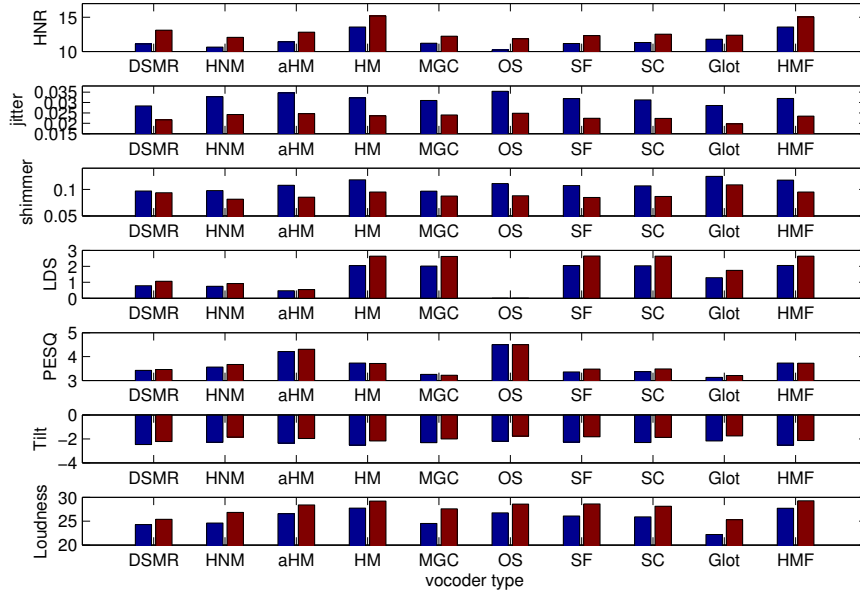 HNR
15
10
DSMR HNM aHM HM MGC OS SF SC Glot HMF
jitter
0.035
0.03
0.025
0.02
0.015
DSMR HNM aHM HM MGC OS SF SC Glot HMF
shimmer
0.1
0.05
DSMR HNM aHM HM MGC OS SF SC Glot HMF
LDS
3
2
1
0
DSMR HNM aHM HM MGC OS SF SC Glot HMF
PESQ
5
4
3
DSMR HNM aHM HM MGC OS SF SC Glot HMF
Tilt
0
−2
−4
DSMR HNM aHM HM MGC OS SF SC Glot HMF
Loudness
30
25
20
DSMR HNM aHM HM MGC OS SF SC Glot HMF
vocoder type